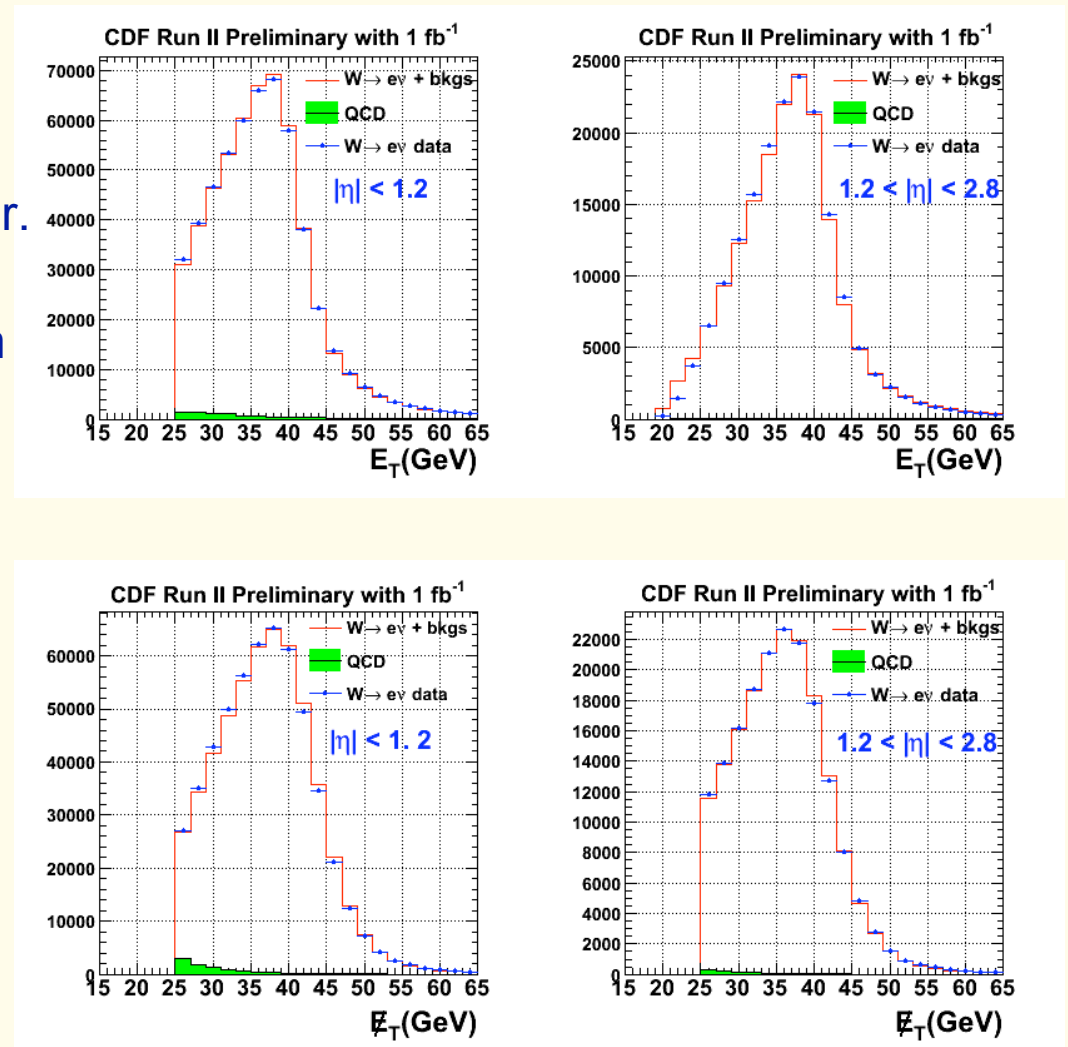 r.
n
CDF Run II Preliminary with 1 fb⁻¹
70000
60000
50000
40000
30000
20000
10000
0
W→ eν + bkgs
QCD
W→ eν data
|η| < 1.2
15 20 25 30 35 40 45 50 55 60 65
E_T(GeV)
CDF Run II Preliminary with 1 fb⁻¹
25000
20000
15000
10000
5000
0
W→ eν + bkgs
QCD
W→ eν data
1.2 < |η| < 2.8
15 20 25 30 35 40 45 50 55 60 65
E_T(GeV)
CDF Run II Preliminary with 1 fb⁻¹
60000
50000
40000
30000
20000
10000
0
W→ eν + bkgs
QCD
W→ eν data
|η| < 1. 2
15 20 25 30 35 40 45 50 55 60 65
E̸_T(GeV)
CDF Run II Preliminary with 1 fb⁻¹
22000
20000
18000
16000
14000
12000
10000
8000
6000
4000
2000
0
W→ eν + bkgs
QCD
W→ eν data
1.2 < |η| < 2.8
15 20 25 30 35 40 45 50 55 60 65
E̸_T(GeV)